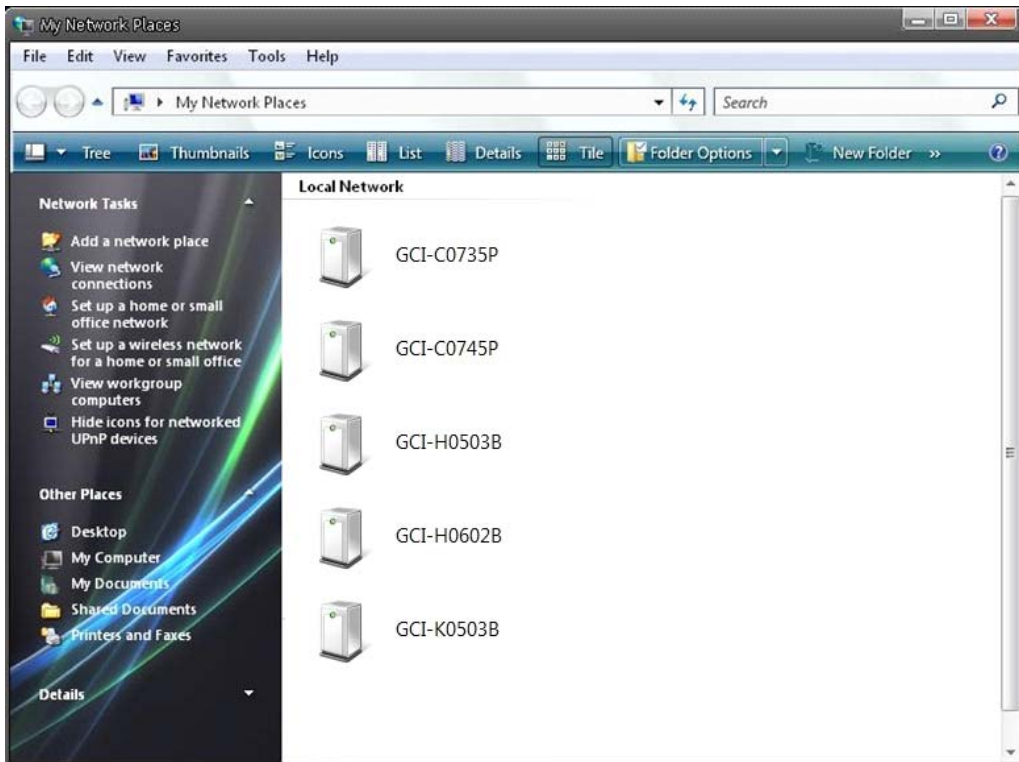 My Network Places
File Edit View Favorites Tools Help
My Network Places
Search
Tree Thumbnails Icons List Details Tile Folder Options New Folder »
Network Tasks
Add a network place
View network
connections
Set up a home or small
office network
Set up a wireless network
for a home or small office
View workgroup
computers
Hide icons for networked
UPnP devices
Other Places
Desktop
My Computer
My Documents
Shared Documents
Printers and Faxes
Details
Local Network
GCI-C0735P
GCI-C0745P
GCI-H0503B
GCI-H0602B
GCI-K0503B